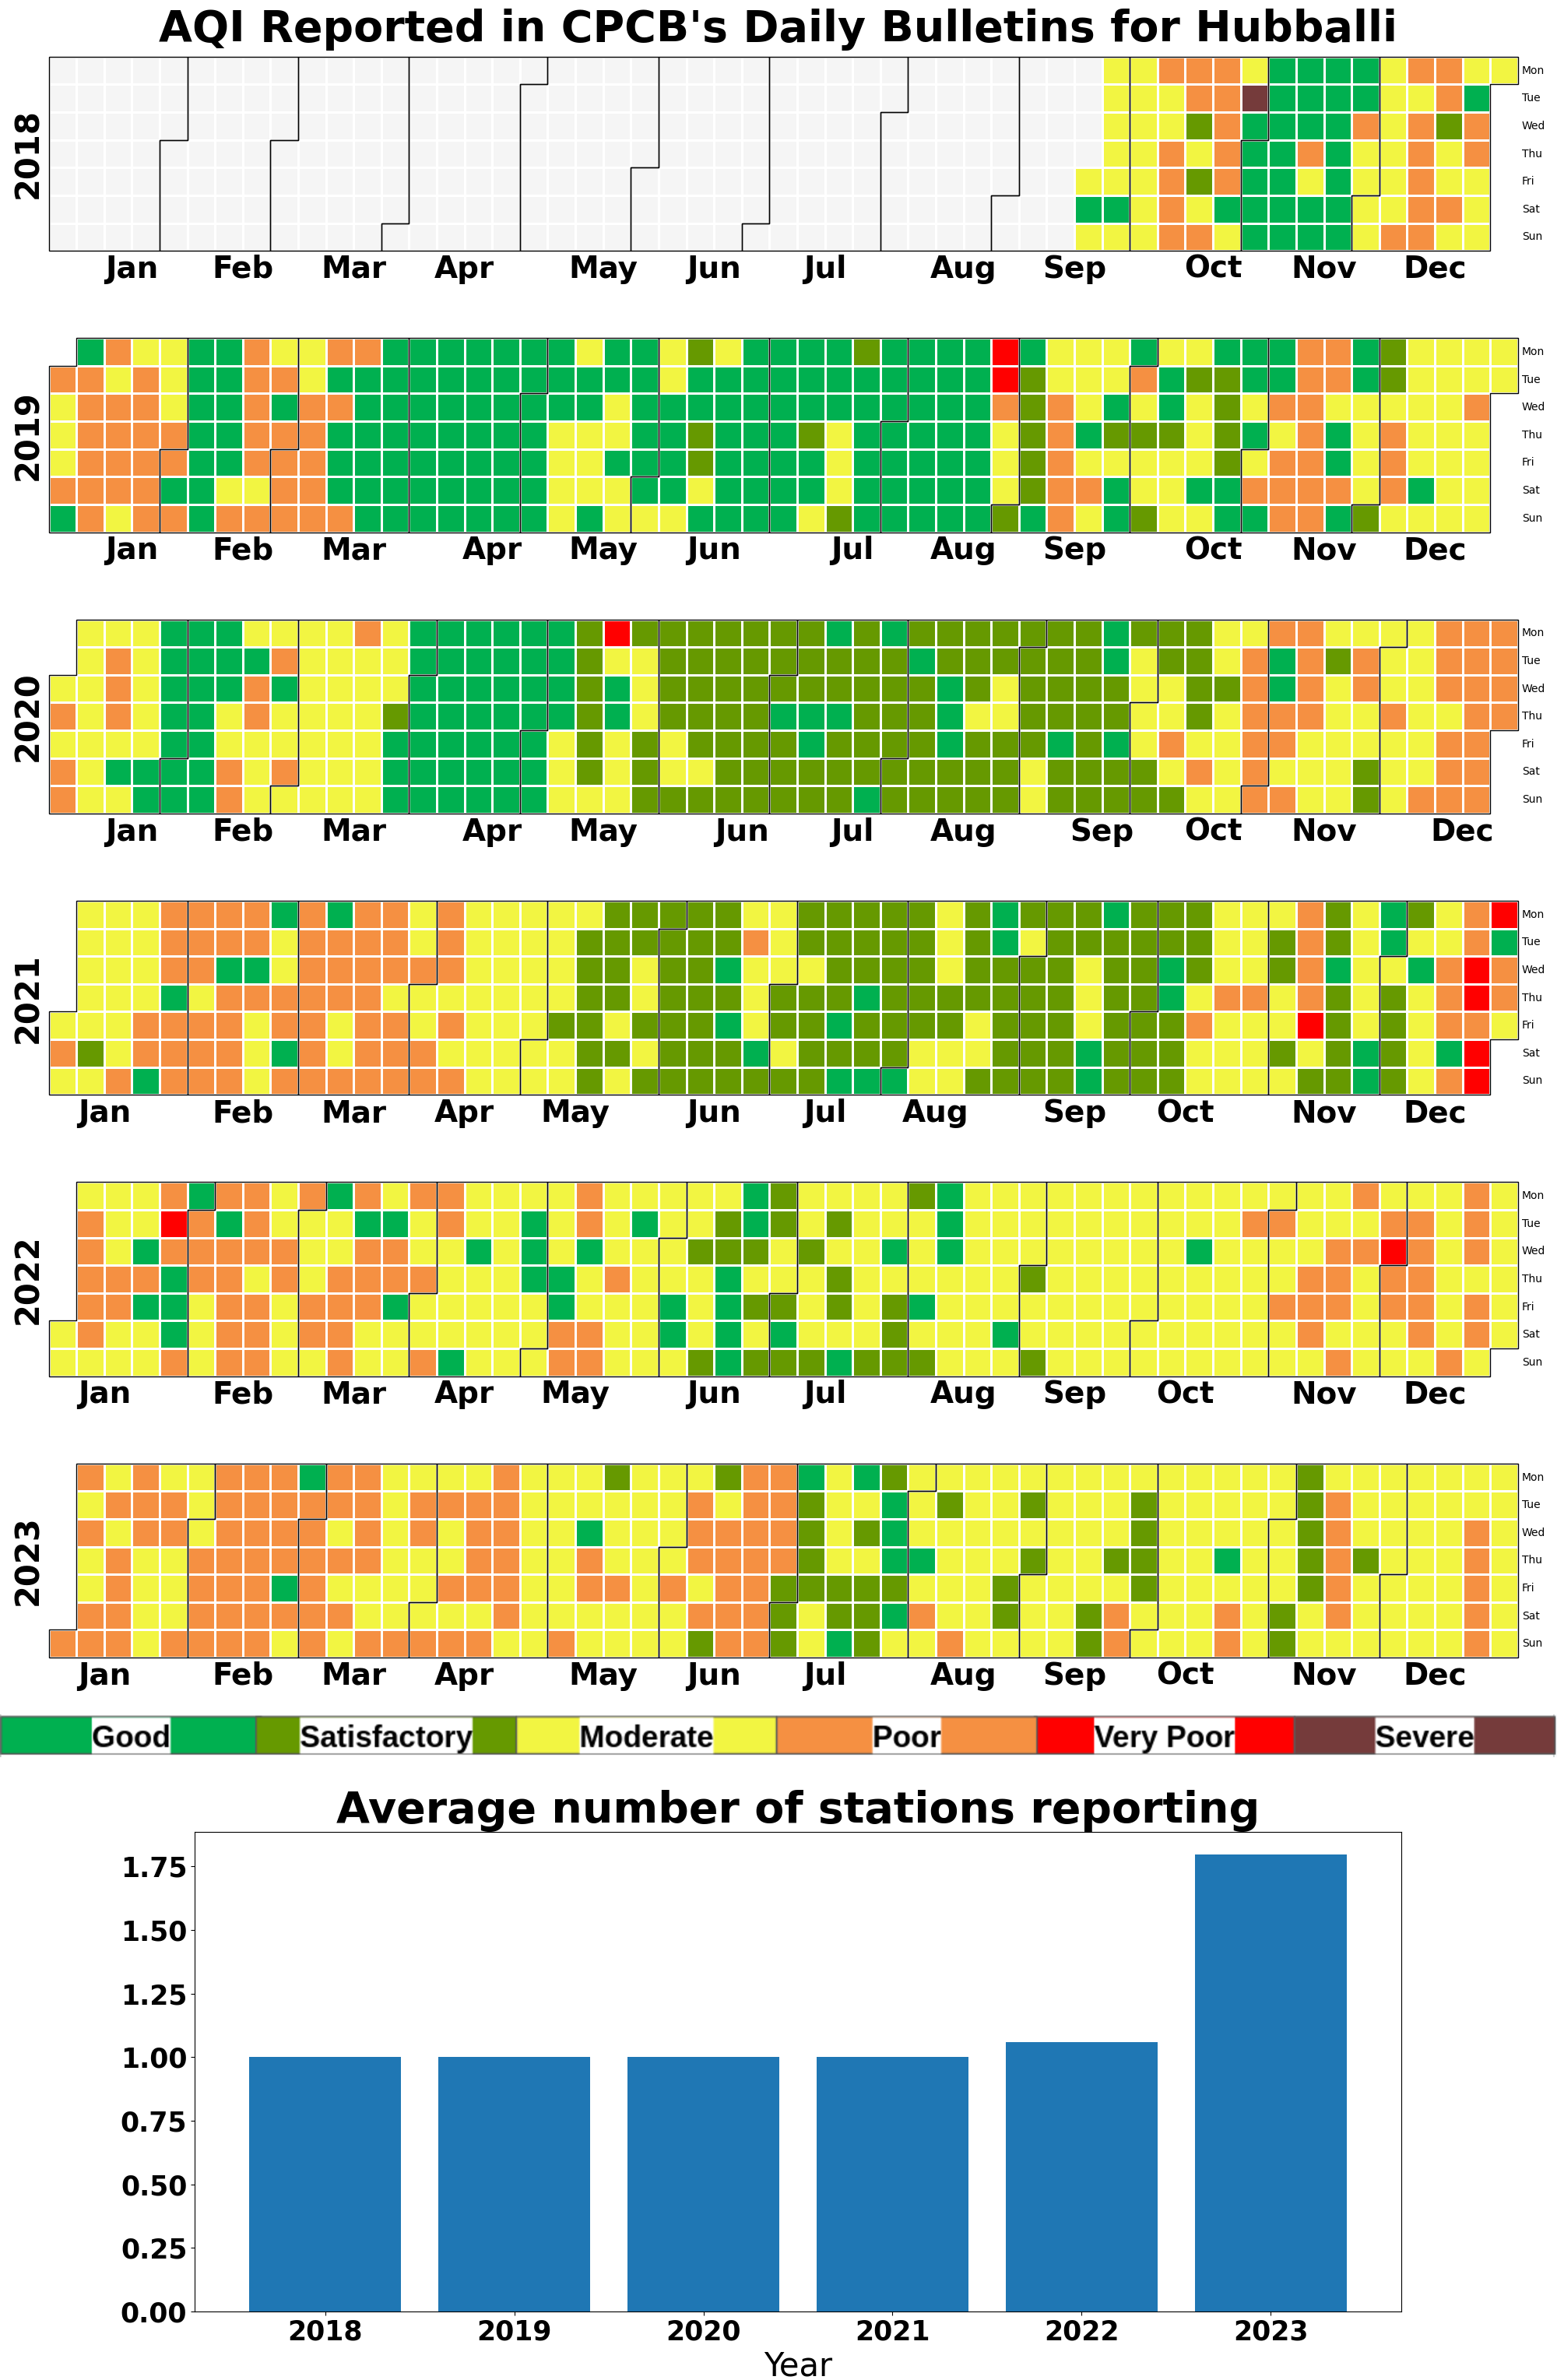 AQI Reported in CPCB's Daily Bulletins for Hubballi
2018
Mon
Tue
Wed
Thu
Fri
Sat
Sun
Jan Feb Mar Apr May Jun Jul Aug Sep Oct Nov Dec
2019
Mon
Tue
Wed
Thu
Fri
Sat
Sun
Jan Feb Mar Apr May Jun Jul Aug Sep Oct Nov Dec
2020
Mon
Tue
Wed
Thu
Fri
Sat
Sun
Jan Feb Mar Apr May Jun Jul Aug Sep Oct Nov Dec
2021
Mon
Tue
Wed
Thu
Fri
Sat
Sun
Jan Feb Mar Apr May Jun Jul Aug Sep Oct Nov Dec
2022
Mon
Tue
Wed
Thu
Fri
Sat
Sun
Jan Feb Mar Apr May Jun Jul Aug Sep Oct Nov Dec
2023
Mon
Tue
Wed
Thu
Fri
Sat
Sun
Jan Feb Mar Apr May Jun Jul Aug Sep Oct Nov Dec
Good Satisfactory Moderate Poor Very Poor Severe
Average number of stations reporting
1.75
1.50
1.25
1.00
0.75
0.50
0.25
0.00
2018 2019 2020 2021 2022 2023
Year